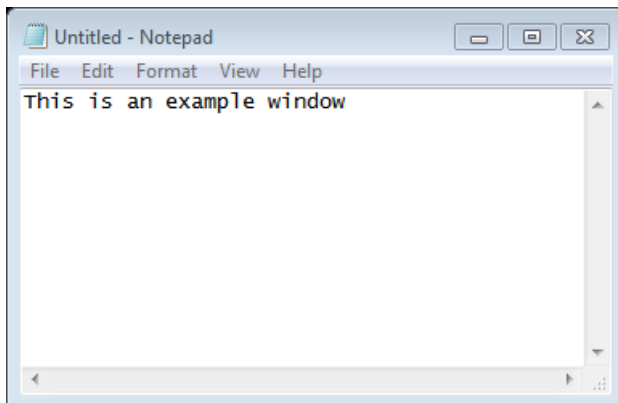 Untitled - Notepad
File Edit Format View Help
This is an example window